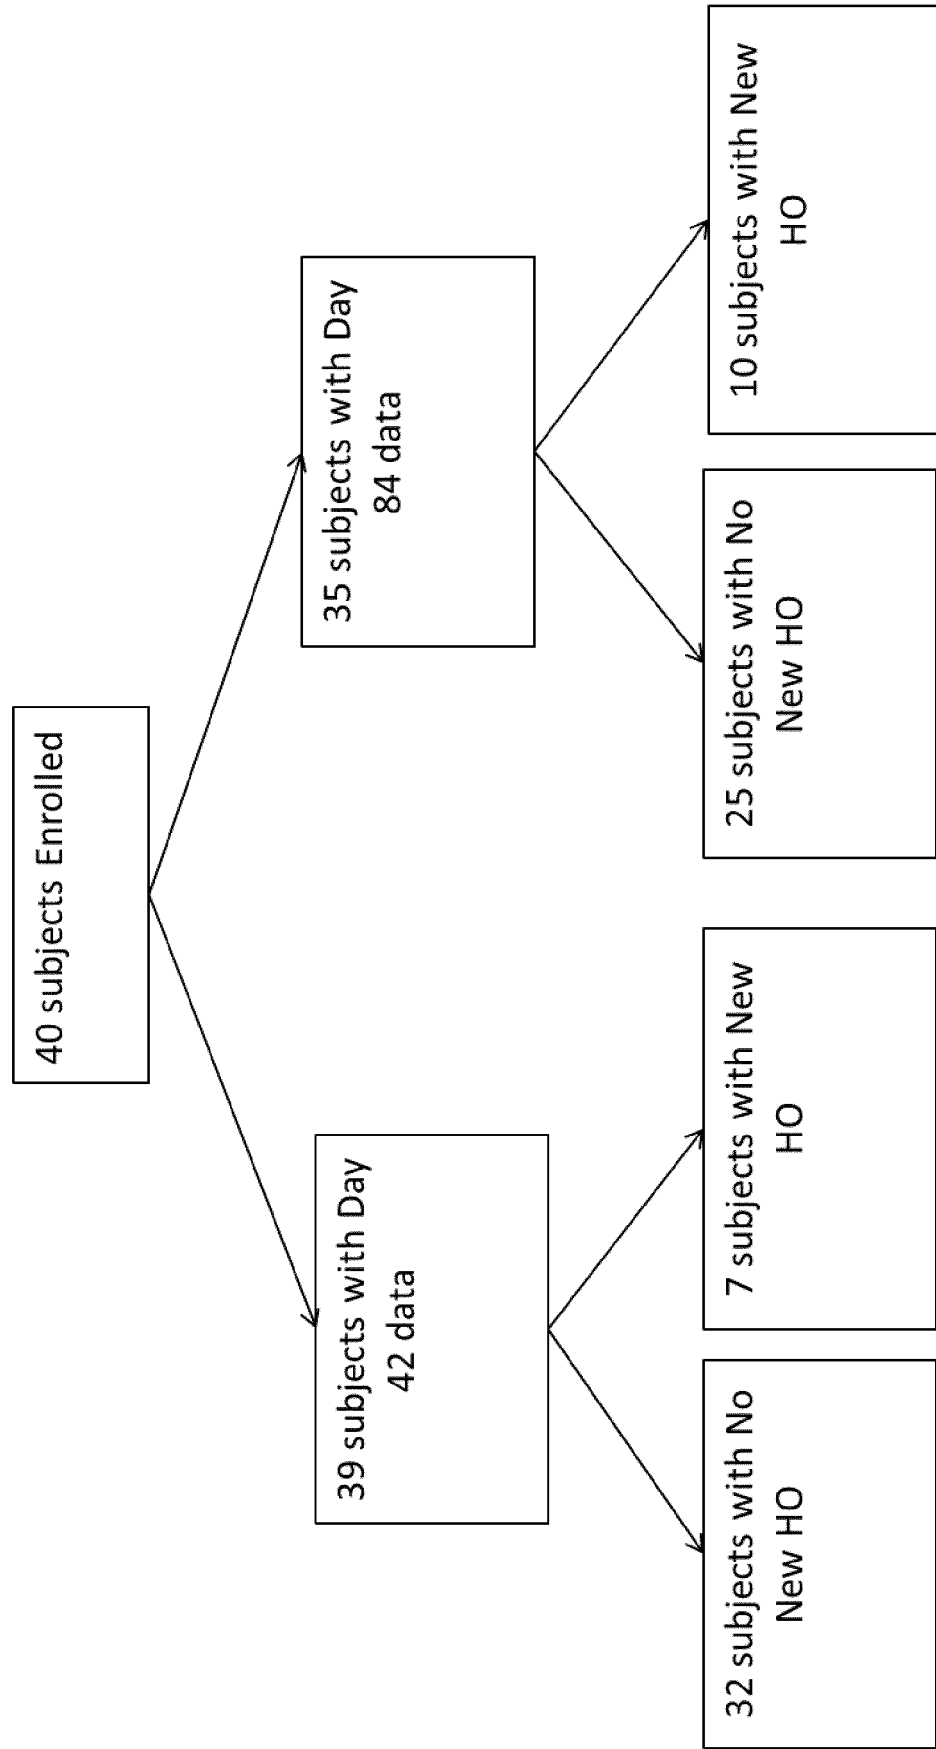 40 subjects Enrolled
39 subjects with Day
42 data
35 subjects with Day
84 data
32 subjects with No
New HO
7 subjects with New
HO
25 subjects with No
New HO
10 subjects with New
HO